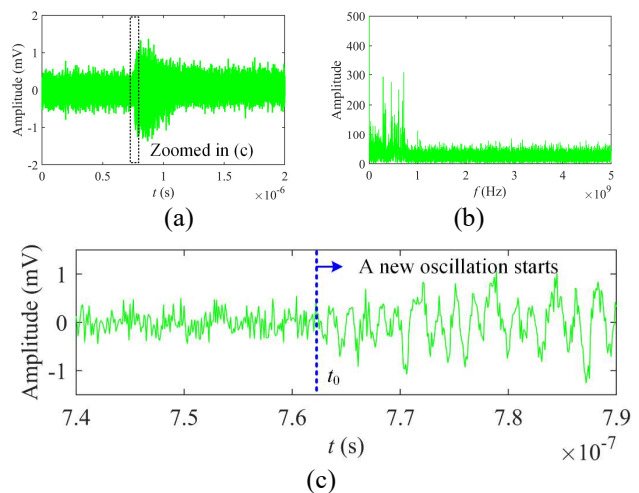 Amplitude (mV)
2
1
0
-1
-2
Zoomed in (c)
0 0.5 1 1.5 2
t (s)
×10⁻⁶
(a)
Amplitude
500
400
300
200
100
0
0 1 2 3 4 5
f (Hz)
×10⁹
(b)
Amplitude (mV)
1
0
-1
A new oscillation starts
t₀
7.4 7.5 7.6 7.7 7.8 7.9
t (s)
×10⁻⁷
(c)